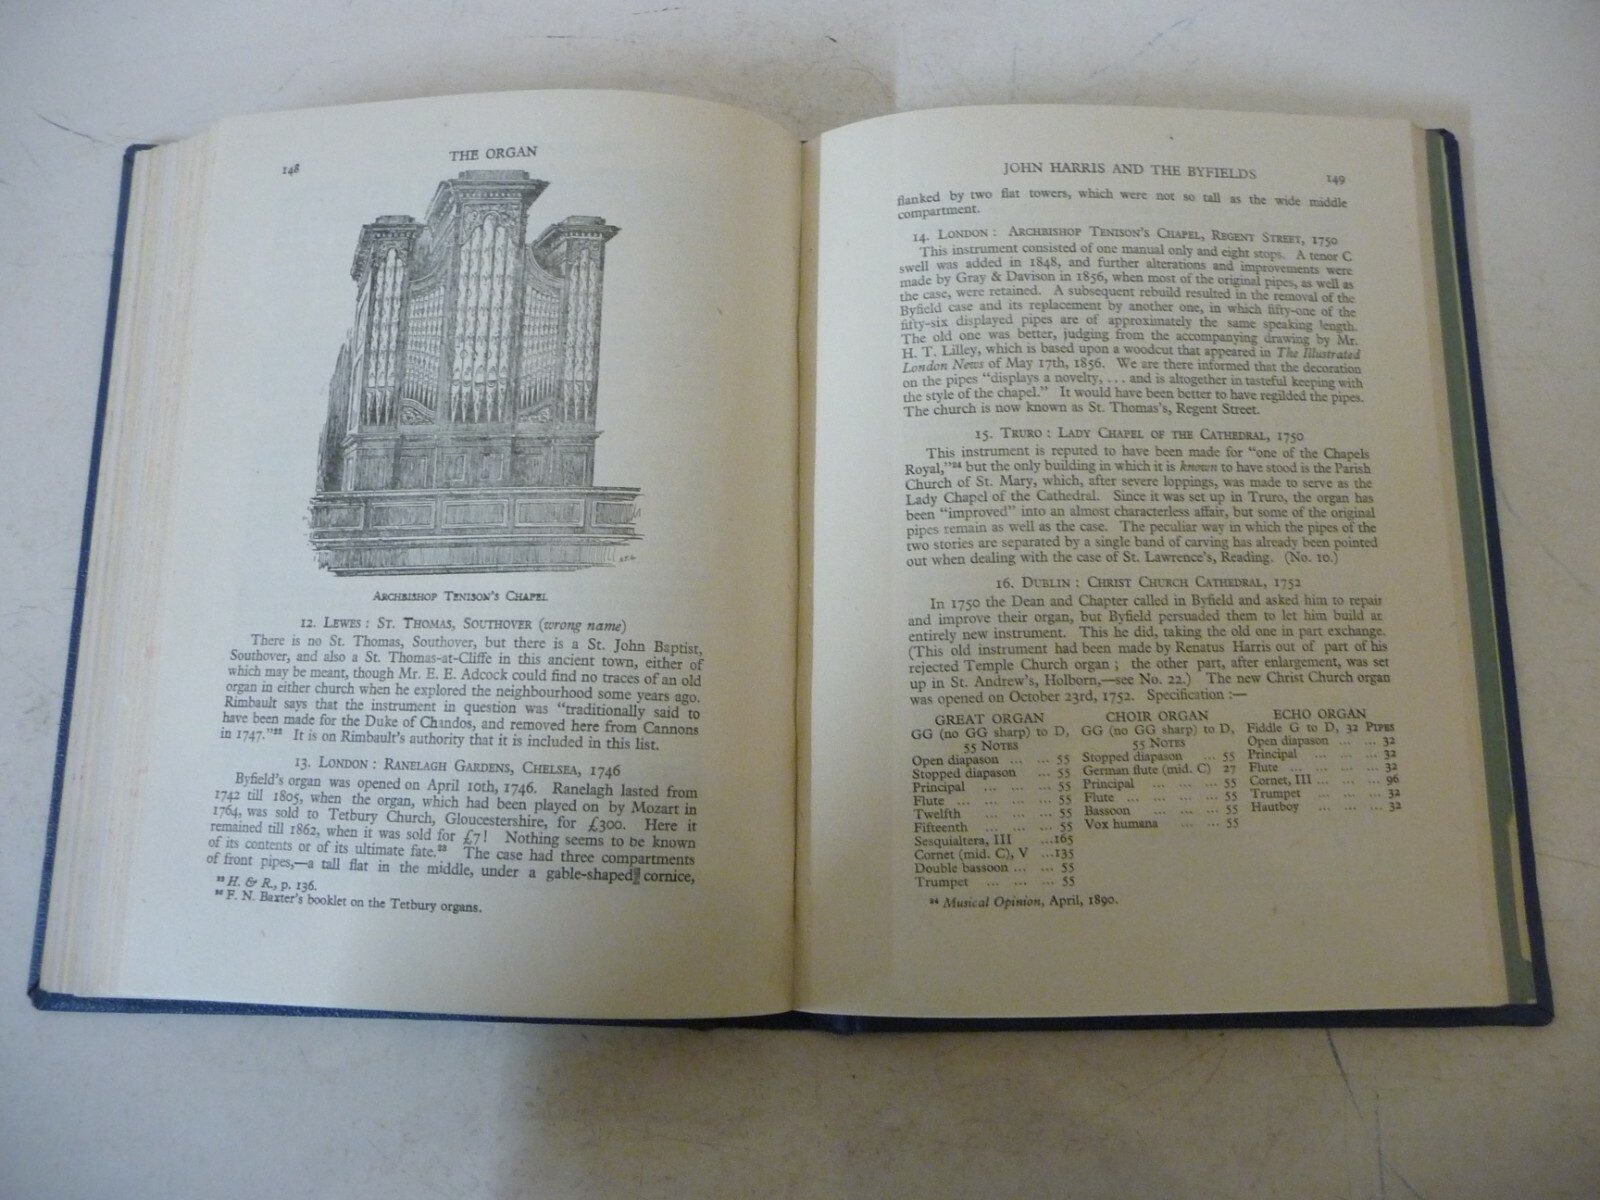 148
THE ORGAN
ARCHBISHOP TENISON'S CHAPEL
12. LEWES : ST. THOMAS, SOUTHOVER (wrong name)
There is no St. Thomas, Southover, but there is a St. John Baptist,
Southover, and also a St. Thomas-at-Cliffe in this ancient town, either of
which may be meant, though Mr. E. E. Adcock could find no traces of an old
organ in either church when he explored the neighbourhood some years ago.
Rimbault says that the instrument in question was "traditionally said to
have been made for the Duke of Chandos, and removed here from Cannons
in 1747."²² It is on Rimbault's authority that it is included in this list.
13. LONDON : RANELAGH GARDENS, CHELSEA, 1746
Byfield's organ was opened on April 10th, 1746. Ranelagh lasted from
1742 till 1805, when the organ, which had been played on by Mozart in
1764, was sold to Tetbury Church, Gloucestershire, for £300. Here it
remained till 1862, when it was sold for £7! Nothing seems to be known
of its contents or of its ultimate fate.²³ The case had three compartments
of front pipes,—a tall flat in the middle, under a gable-shaped cornice,
²² H. & R., p. 136.
²³ F. N. Baxter's booklet on the Tetbury organs.
JOHN HARRIS AND THE BYFIELDS
149
flanked by two flat towers, which were not so tall as the wide middle
compartment.
14. LONDON : ARCHBISHOP TENISON'S CHAPEL, REGENT STREET, 1750
This instrument consisted of one manual only and eight stops. A tenor C
swell was added in 1848, and further alterations and improvements were
made by Gray & Davison in 1856, when most of the original pipes, as well as
the case, were retained. A subsequent rebuild resulted in the removal of the
Byfield case and its replacement by another one, in which fifty-one of the
fifty-six displayed pipes are of approximately the same speaking length.
The old one was better, judging from the accompanying drawing by Mr.
H. T. Lilley, which is based upon a woodcut that appeared in The Illustrated
London News of May 17th, 1856. We are there informed that the decoration
on the pipes "displays a novelty, . . . and is altogether in tasteful keeping with
the style of the chapel." It would have been better to have regilded the pipes.
The church is now known as St. Thomas's, Regent Street.
15. TRURO : LADY CHAPEL OF THE CATHEDRAL, 1750
This instrument is reputed to have been made for "one of the Chapels
Royal,"²⁴ but the only building in which it is known to have stood is the Parish
Church of St. Mary, which, after severe loppings, was made to serve as the
Lady Chapel of the Cathedral. Since it was set up in Truro, the organ has
been "improved" into an almost characterless affair, but some of the original
pipes remain as well as the case. The peculiar way in which the pipes of the
two stories are separated by a single band of carving has already been pointed
out when dealing with the case of St. Lawrence's, Reading. (No. 10.)
16. DUBLIN : CHRIST CHURCH CATHEDRAL, 1752
In 1750 the Dean and Chapter called in Byfield and asked him to repair
and improve their organ, but Byfield persuaded them to let him build an
entirely new instrument. This he did, taking the old one in part exchange.
(This old instrument had been made by Renatus Harris out of part of his
rejected Temple Church organ ; the other part, after enlargement, was set
up in St. Andrew's, Holborn,—see No. 22.) The new Christ Church organ
was opened on October 23rd, 1752. Specification :—
GREAT ORGAN
GG (no GG sharp) to D,
55 NOTES
Open diapason ... ... 55
Stopped diapason ... 55
Principal ... ... ... 55
Flute ... ... ... ... 55
Twelfth ... ... ... 55
Fifteenth ... ... ... 55
Sesquialtera, III ...165
Cornet (mid. C), V ...135
Double bassoon ... ... 55
Trumpet ... ... ... 55
CHOIR ORGAN
GG (no GG sharp) to D,
55 NOTES
Stopped diapason ... 55
German flute (mid. C) 27
Principal ... ... ... 55
Flute ... ... ... ... 55
Bassoon ... ... ... 55
Vox humana ... ... 55
ECHO ORGAN
Fiddle G to D, 32 PIPES
Open diapason ... ... 32
Principal ... ... ... 32
Flute ... ... ... ... 32
Cornet, III ... ... ... 96
Trumpet ... ... ... 32
Hautboy ... ... ... 32
²⁴ Musical Opinion, April, 1890.